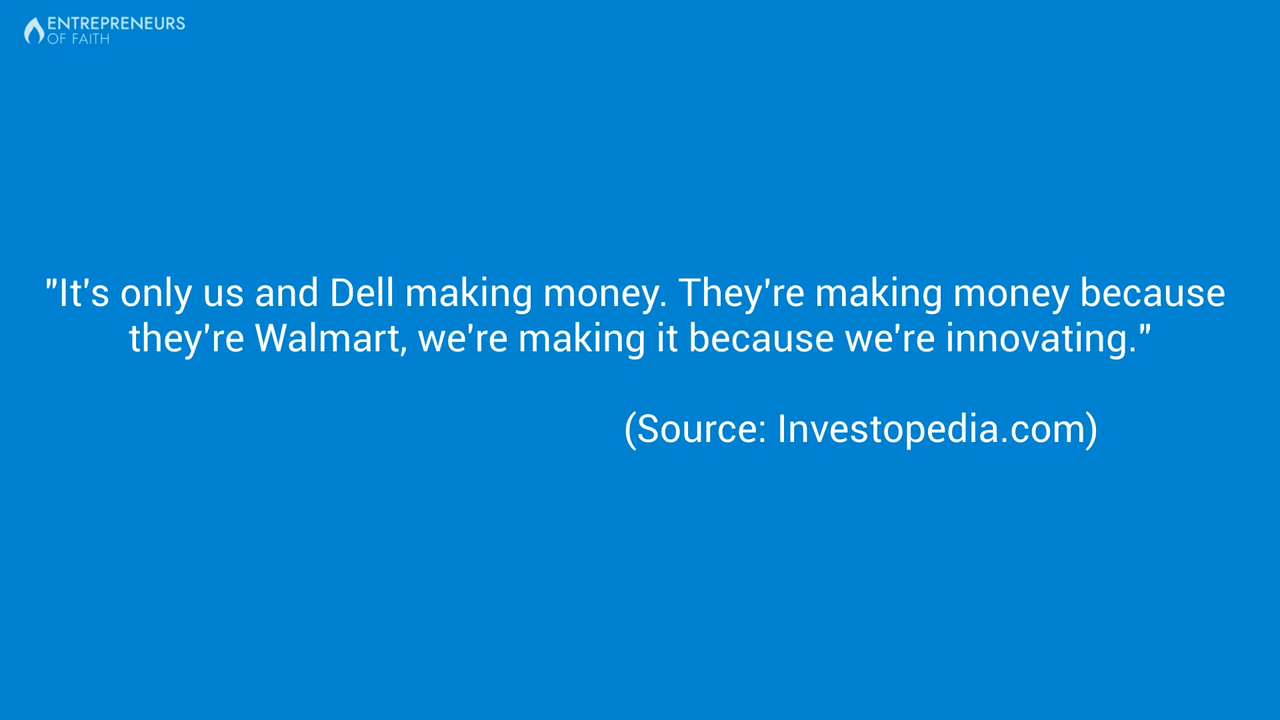 ENTREPRENEURS
OF FAITH
"It's only us and Dell making money. They're making money because
they're Walmart, we're making it because we're innovating."
(Source: Investopedia.com)